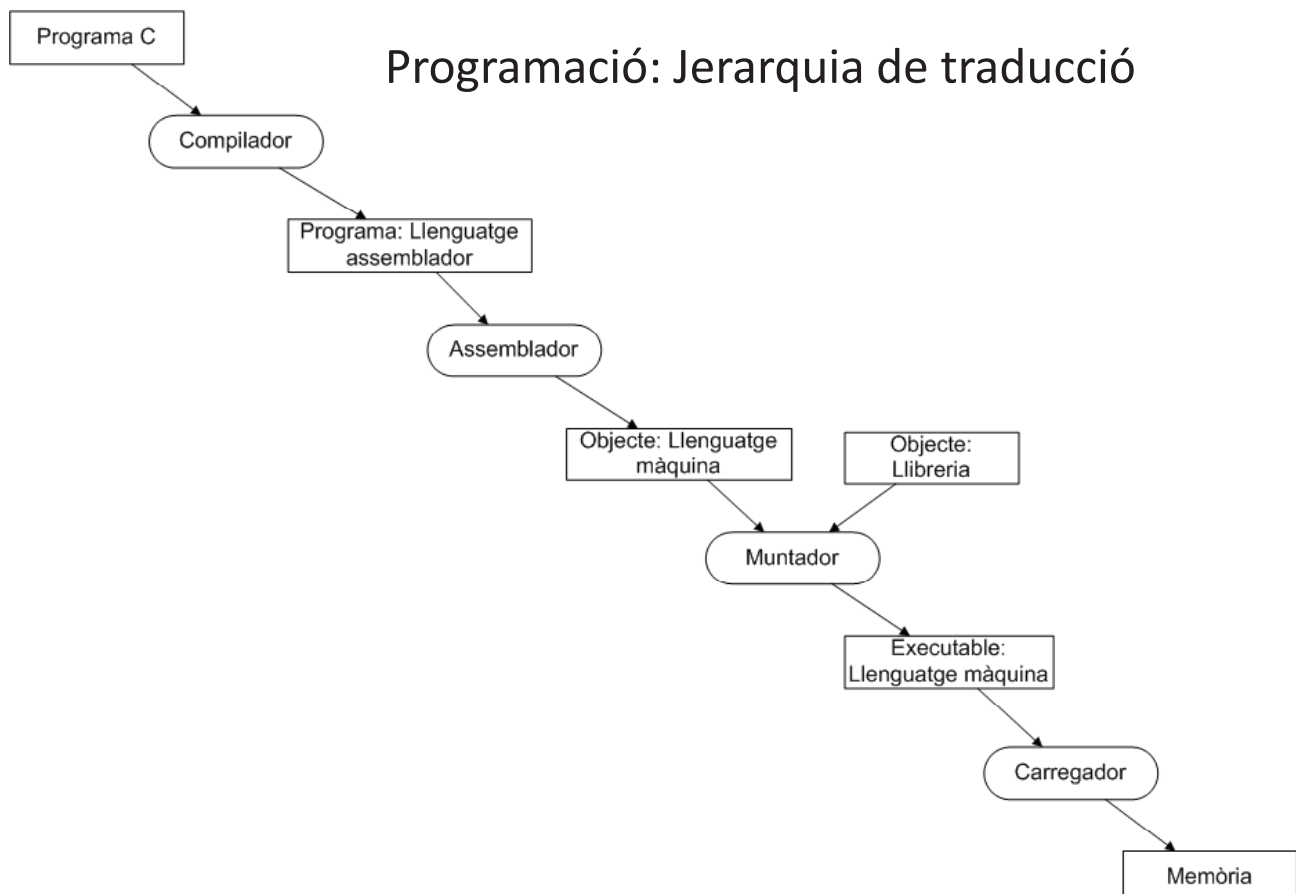 Programa C
Programació: Jerarquia de traducció
Compilador
Programa: Llenguatge
assemblador
Assemblador
Objecte: Llenguatge
màquina
Objecte:
Llibreria
Muntador
Executable:
Llenguatge màquina
Carregador
Memòria